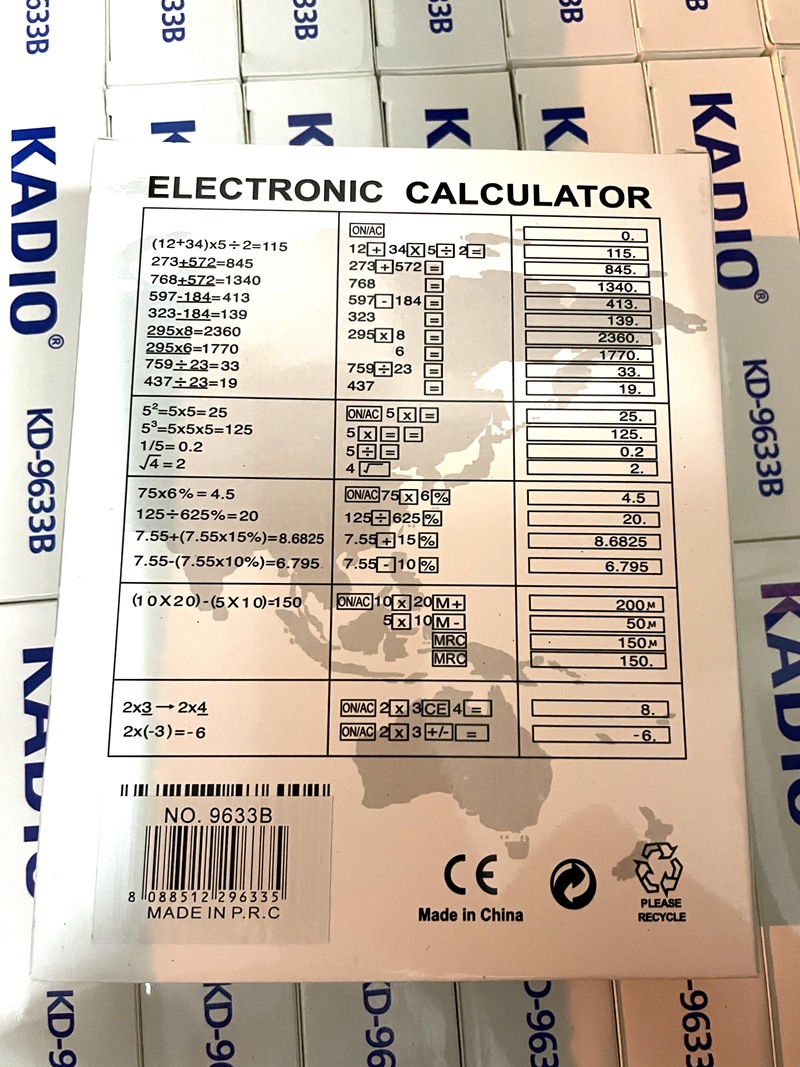 ELECTRONIC CALCULATOR
ON/AC 0.
(12+34)x5÷2=115 12 + 34 X 5 ÷ 2 = 115.
273+572=845 273 + 572 = 845.
768+572=1340 768 = 1340.
597-184=413 597 - 184 = 413.
323-184=139 323 = 139.
295x8=2360 295 x 8 = 2360.
295x6=1770 6 = 1770.
759÷23=33 759 ÷ 23 = 33.
437÷23=19 437 = 19.
5²=5x5=25 ON/AC 5 x = 25.
5³=5x5x5=125 5 x = = 125.
1/5=0.2 5 ÷ = 0.2
√4=2 4 √ 2.
75x6%=4.5 ON/AC 75 x 6 % 4.5
125÷625%=20 125 ÷ 625 % 20.
7.55+(7.55x15%)=8.6825 7.55 + 15 % 8.6825
7.55-(7.55x10%)=6.795 7.55 - 10 % 6.795
(10X20)-(5X10)=150 ON/AC 10 x 20 M+ 200M
5 x 10 M- 50M
MRC 150M
MRC 150.
2x3→2x4 ON/AC 2 x 3 CE 4 = 8.
2x(-3)=-6 ON/AC 2 x 3 +/- = -6.
NO. 9633B
8 088512 296335
MADE IN P.R.C
CE
Made in China
PLEASE
RECYCLE
KADIO®
KD-9633B
KADIO®
KD-9633B